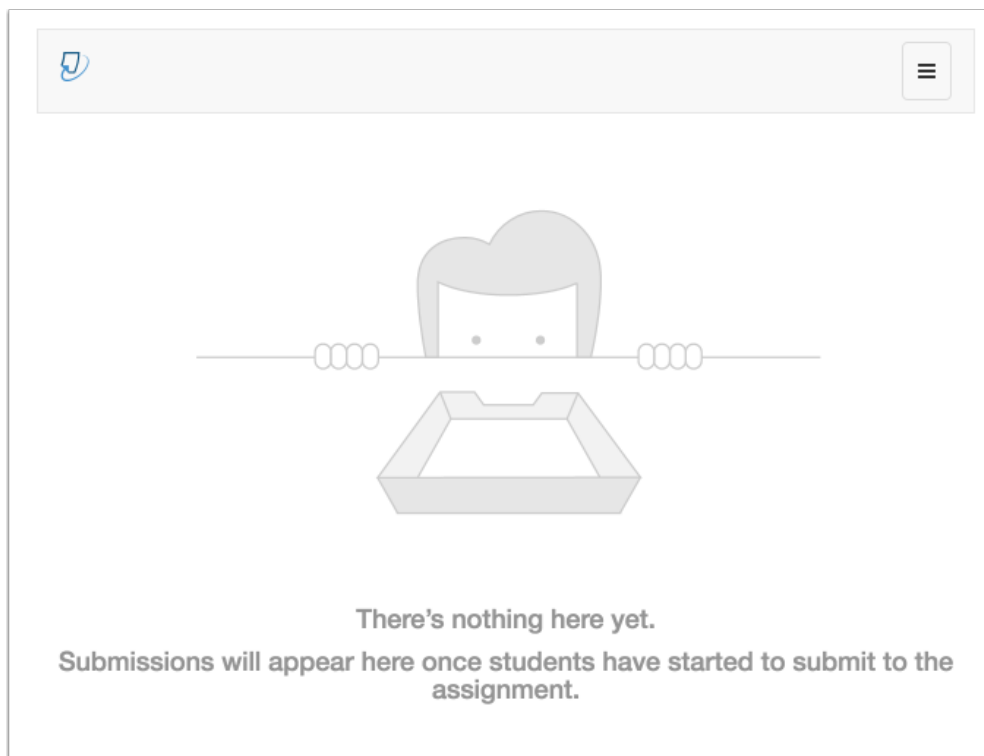 There’s nothing here yet.
Submissions will appear here once students have started to submit to the
assignment.